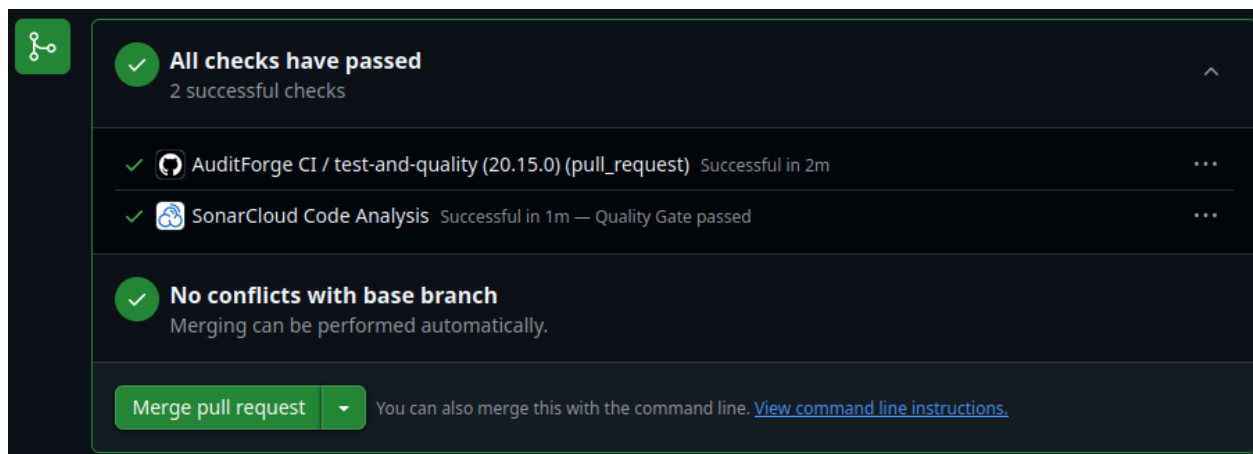 All checks have passed
2 successful checks
AuditForge CI / test-and-quality (20.15.0) (pull_request) Successful in 2m
SonarCloud Code Analysis Successful in 1m — Quality Gate passed
No conflicts with base branch
Merging can be performed automatically.
Merge pull request You can also merge this with the command line. View command line instructions.